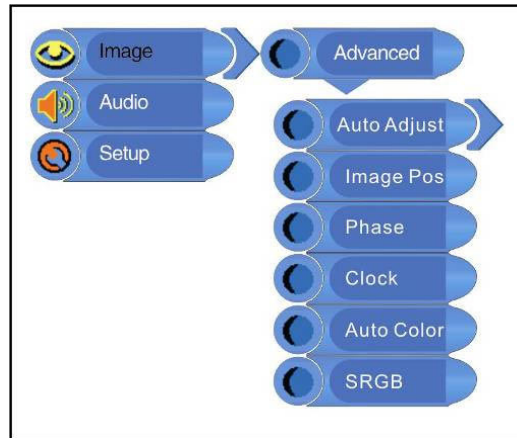 Image
Audio
Setup
Advanced
Auto Adjust
Image Pos
Phase
Clock
Auto Color
SRGB